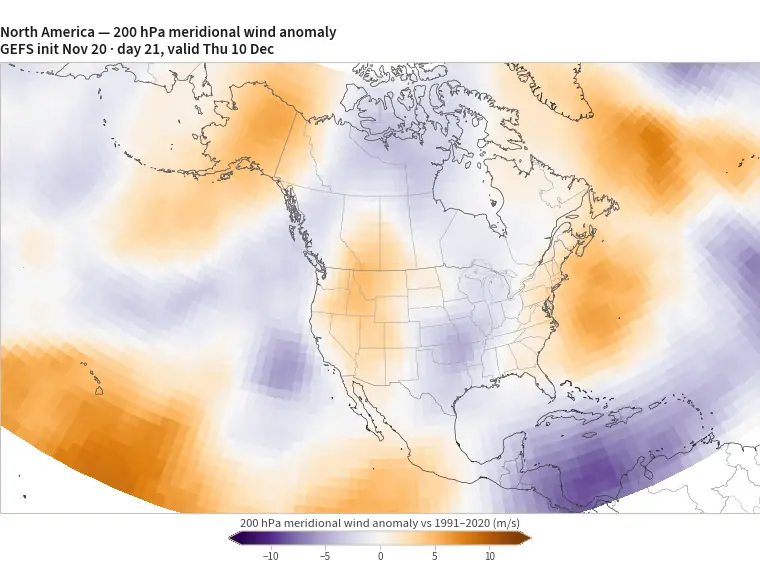 North America — 200 hPa meridional wind anomaly
GEFS init Nov 20 · day 21, valid Thu 10 Dec
200 hPa meridional wind anomaly vs 1991–2020 (m/s)
−10 −5 0 5 10